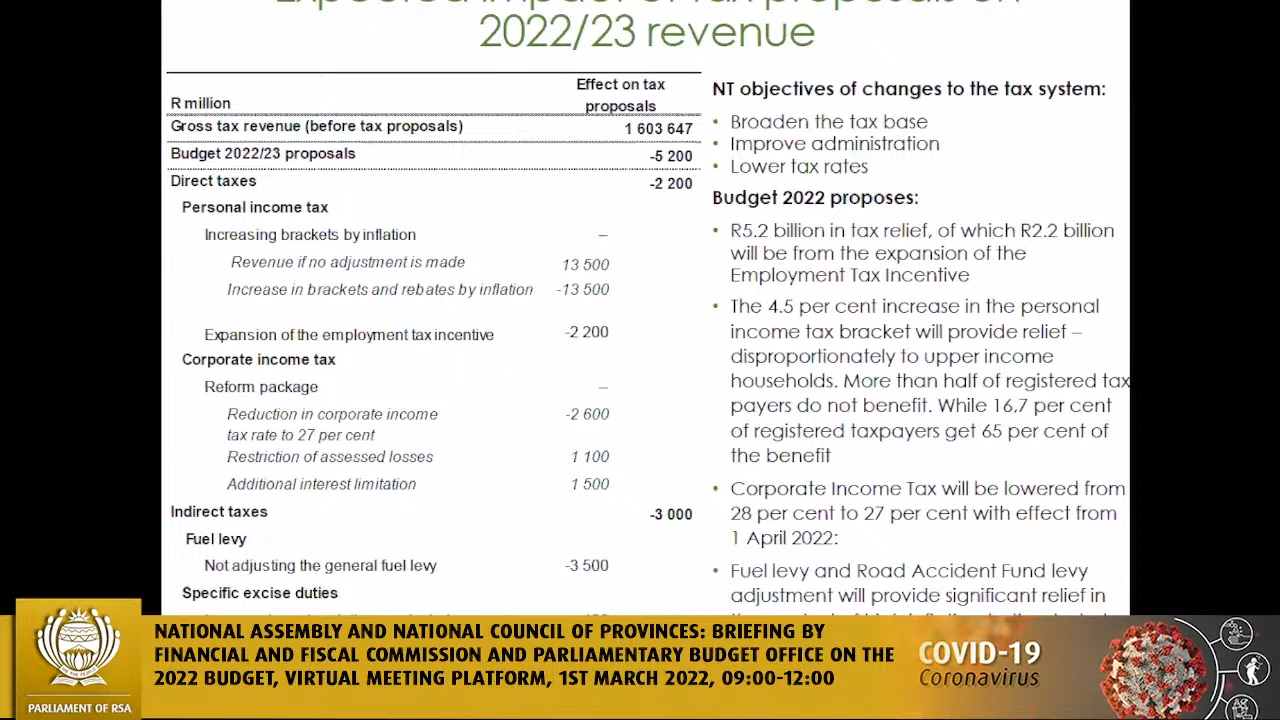 Expected impact of tax proposals on
2022/23 revenue
R million Effect on tax proposals
Gross tax revenue (before tax proposals) 1 603 647
Budget 2022/23 proposals -5 200
Direct taxes -2 200
Personal income tax
Increasing brackets by inflation –
Revenue if no adjustment is made 13 500
Increase in brackets and rebates by inflation -13 500
Expansion of the employment tax incentive -2 200
Corporate income tax
Reform package –
Reduction in corporate income -2 600
tax rate to 27 per cent
Restriction of assessed losses 1 100
Additional interest limitation 1 500
Indirect taxes -3 000
Fuel levy
Not adjusting the general fuel levy -3 500
Specific excise duties
NT objectives of changes to the tax system:
• Broaden the tax base
• Improve administration
• Lower tax rates
Budget 2022 proposes:
• R5.2 billion in tax relief, of which R2.2 billion
will be from the expansion of the
Employment Tax Incentive
• The 4.5 per cent increase in the personal
income tax bracket will provide relief –
disproportionately to upper income
households. More than half of registered tax
payers do not benefit. While 16,7 per cent
of registered taxpayers get 65 per cent of
the benefit
• Corporate Income Tax will be lowered from
28 per cent to 27 per cent with effect from
1 April 2022:
• Fuel levy and Road Accident Fund levy
adjustment will provide significant relief in
PARLIAMENT OF RSA
NATIONAL ASSEMBLY AND NATIONAL COUNCIL OF PROVINCES: BRIEFING BY
FINANCIAL AND FISCAL COMMISSION AND PARLIAMENTARY BUDGET OFFICE ON THE
2022 BUDGET, VIRTUAL MEETING PLATFORM, 1ST MARCH 2022, 09:00-12:00
COVID-19
Coronavirus